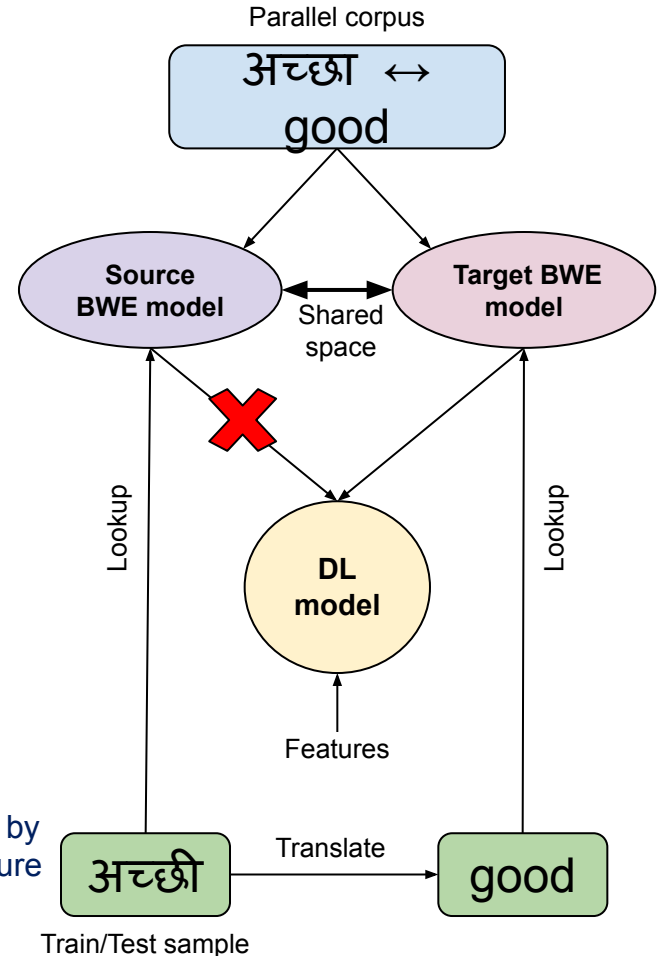 Parallel corpus
अच्छा ↔
good
Source
BWE model
Target BWE
model
Shared
space
Lookup
Lookup
DL
model
Features
by
ure
अच्छी
Translate
good
Train/Test sample